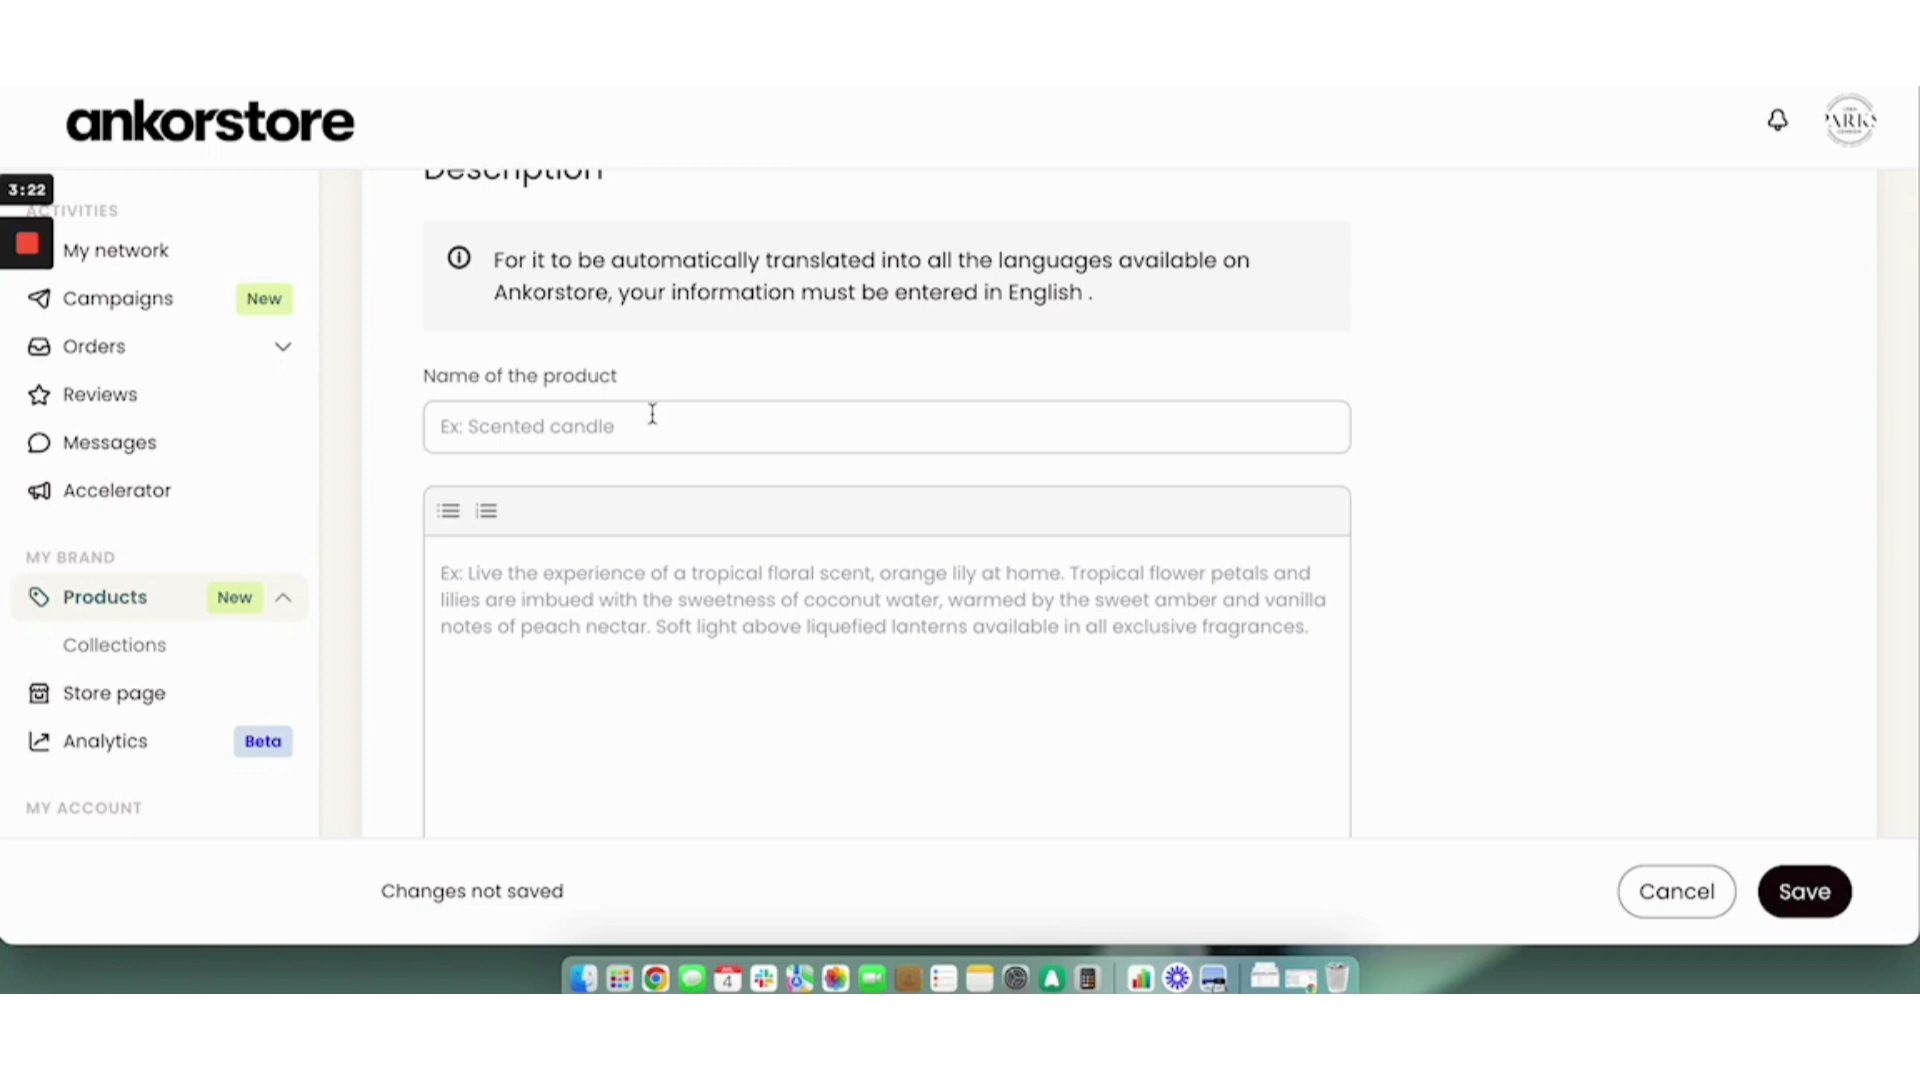 ankorstore
PARKS
LONDON
Description
3:22
ACTIVITIES
My network
Campaigns New
Orders
Reviews
Messages
Accelerator
MY BRAND
Products New
Collections
Store page
Analytics Beta
MY ACCOUNT
For it to be automatically translated into all the languages available on
Ankorstore, your information must be entered in English .
Name of the product
Ex: Scented candle
Ex: Live the experience of a tropical floral scent, orange lily at home. Tropical flower petals and
lilies are imbued with the sweetness of coconut water, warmed by the sweet amber and vanilla
notes of peach nectar. Soft light above liquefied lanterns available in all exclusive fragrances.
Changes not saved
Cancel
Save
4